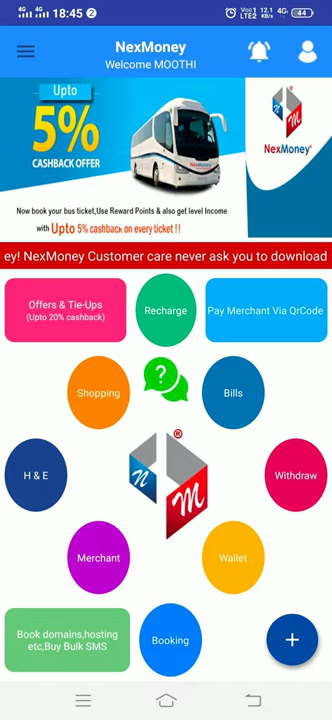 4G 4G 18:45 2 Vo) 1 LTE2 12.1 KB/S 4G 44
NexMoney
Welcome MOOTHI
Upto
5%
CASHBACK OFFER
NexMoney®
Now book your bus ticket,Use Reward Points & also get level Income
with Upto 5% cashback on every ticket !!
ey! NexMoney Customer care never ask you to download
Offers & Tie-Ups
(Upto 20% cashback)
Recharge
Pay Merchant Via QrCode
Shopping
?
Bills
H & E
n m ®
Withdraw
Merchant
Wallet
Book domains,hosting
etc,Buy Bulk SMS
Booking
+